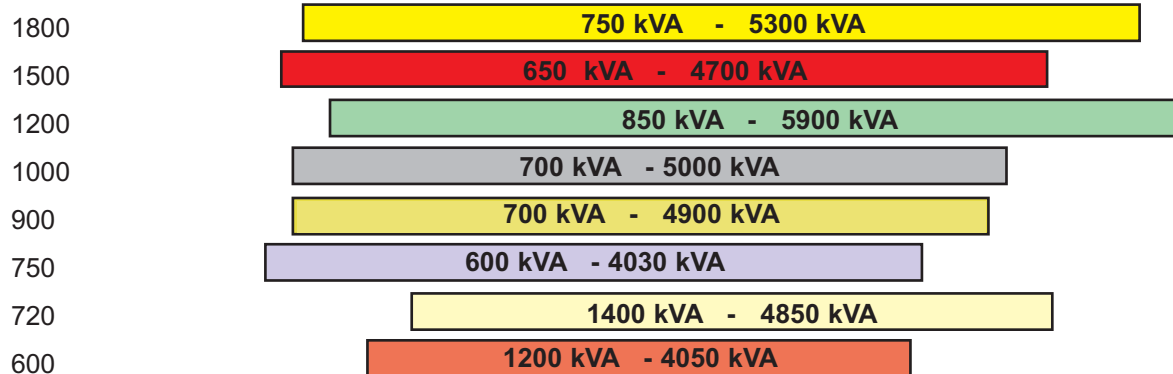 1800 750 kVA - 5300 kVA
1500 650 kVA - 4700 kVA
1200 850 kVA - 5900 kVA
1000 700 kVA - 5000 kVA
900 700 kVA - 4900 kVA
750 600 kVA - 4030 kVA
720 1400 kVA - 4850 kVA
600 1200 kVA - 4050 kVA